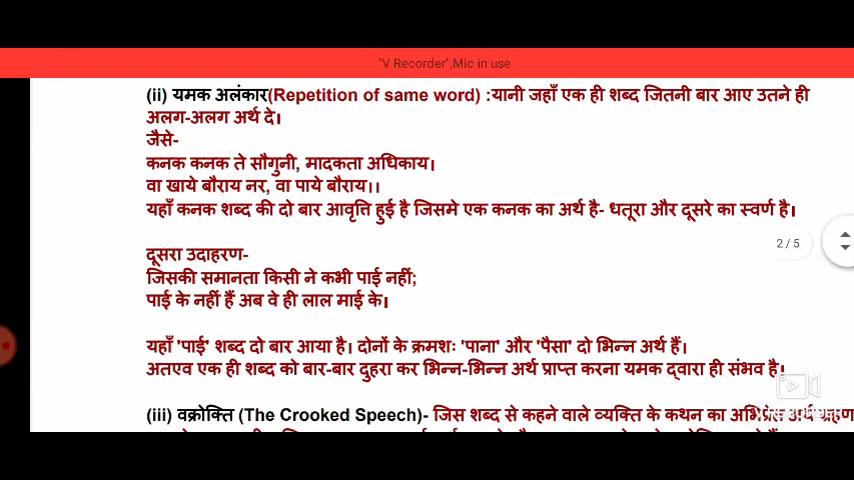 "V Recorder",Mic in use
(ii) यमक अलंकार(Repetition of same word) :यानी जहाँ एक ही शब्द जितनी बार आए उतने ही
अलग-अलग अर्थ दे।
जैसे-
कनक कनक ते सौगुनी, मादकता अधिकाय।
वा खाये बौराय नर, वा पाये बौराय।।
यहाँ कनक शब्द की दो बार आवृत्ति हुई है जिसमे एक कनक का अर्थ है- धतूरा और दूसरे का स्वर्ण है।
2 / 5
दूसरा उदाहरण-
जिसकी समानता किसी ने कभी पाई नहीं;
पाई के नहीं हैं अब वे ही लाल माई के।
यहाँ 'पाई' शब्द दो बार आया है। दोनों के क्रमशः 'पाना' और 'पैसा' दो भिन्न अर्थ हैं।
अतएव एक ही शब्द को बार-बार दुहरा कर भिन्न-भिन्न अर्थ प्राप्त करना यमक द्वारा ही संभव है।
(iii) वक्रोक्ति (The Crooked Speech)- जिस शब्द से कहने वाले व्यक्ति के कथन का अभिप्रेत अर्थ ग्रहण